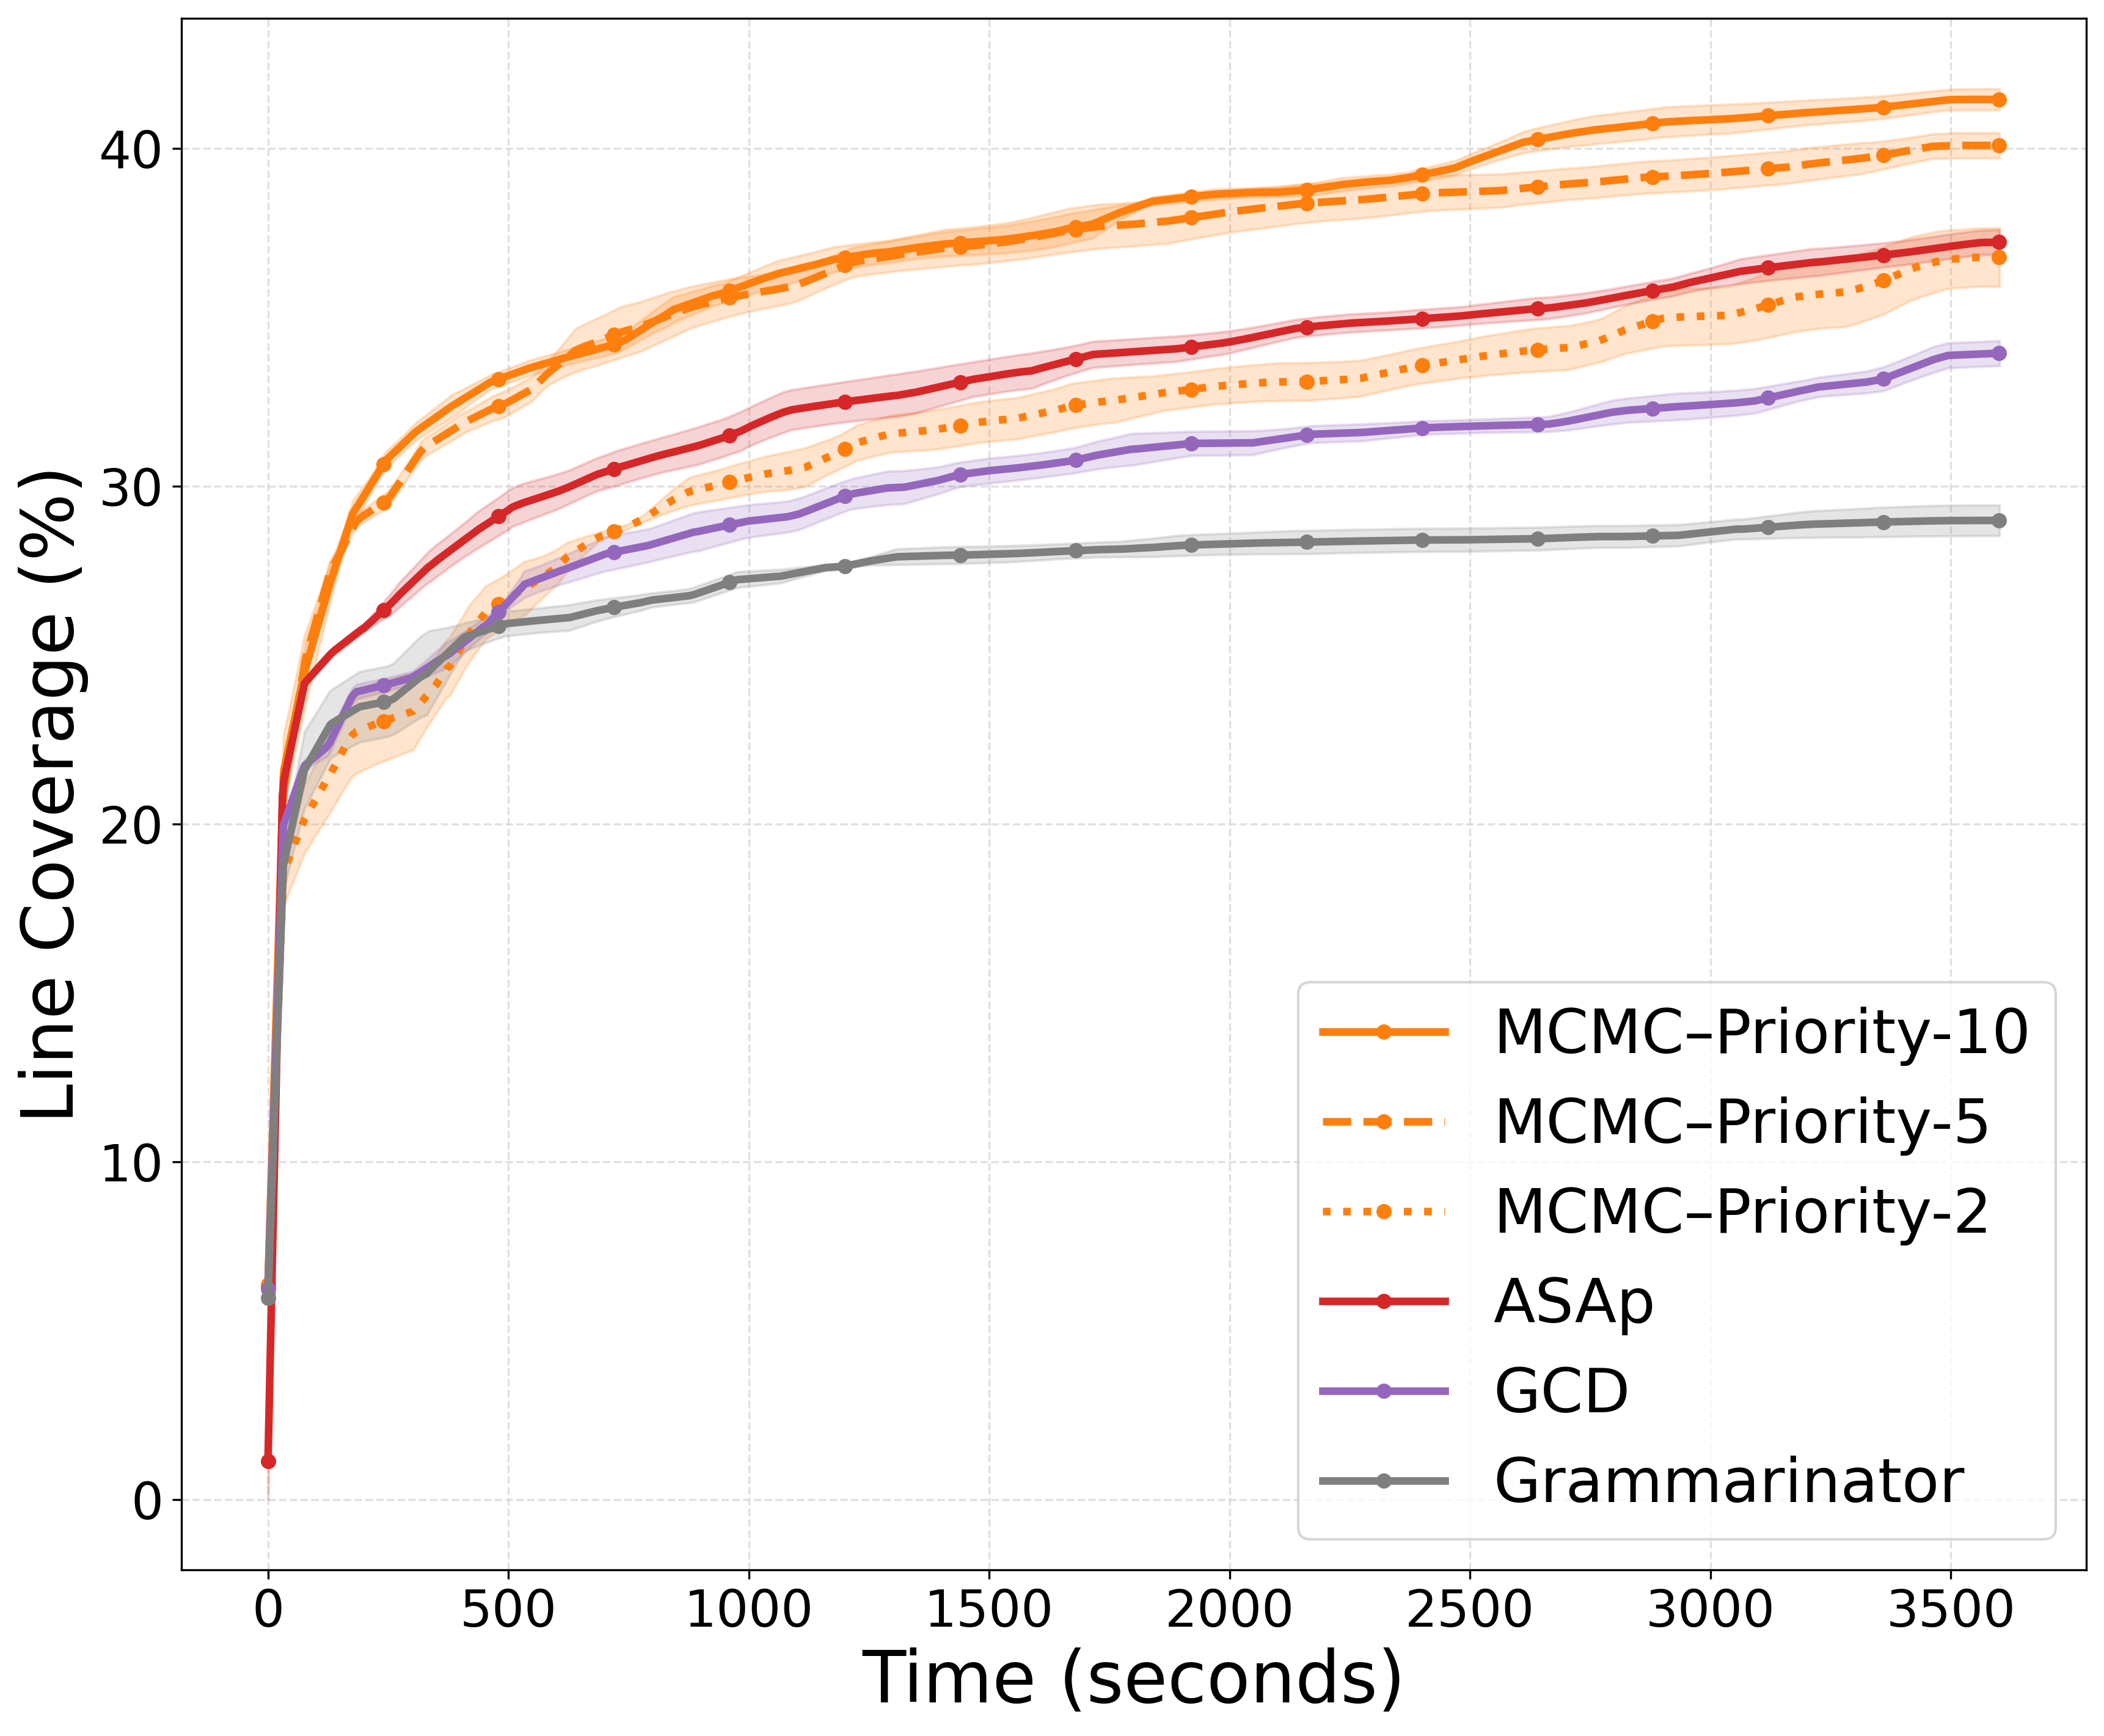 Line Coverage (%)
40
30
20
10
0
0 500 1000 1500 2000 2500 3000 3500
Time (seconds)
MCMC–Priority-10
MCMC–Priority-5
MCMC–Priority-2
ASAp
GCD
Grammarinator